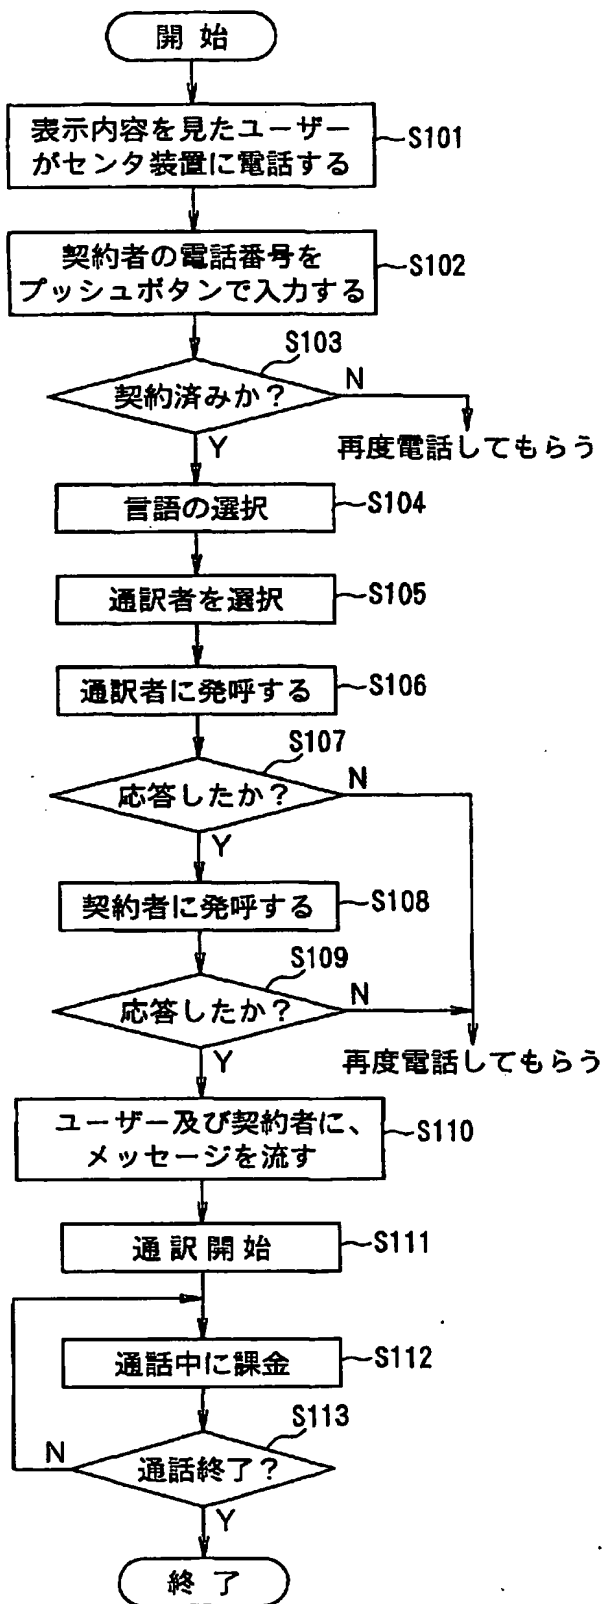 開 始
表示内容を見たユーザー
がセンタ装置に電話する
S101
契約者の電話番号を
プッシュボタンで入力する
S102
S103
契約済みか？
N
Y
再度電話してもらう
言語の選択
S104
通訳者を選択
S105
通訳者に発呼する
S106
S107
応答したか？
N
Y
契約者に発呼する
S108
S109
応答したか？
N
Y
再度電話してもらう
ユーザー及び契約者に、
メッセージを流す
S110
通 訳 開 始
S111
通話中に課金
S112
S113
N
通話終了？
Y
終 了